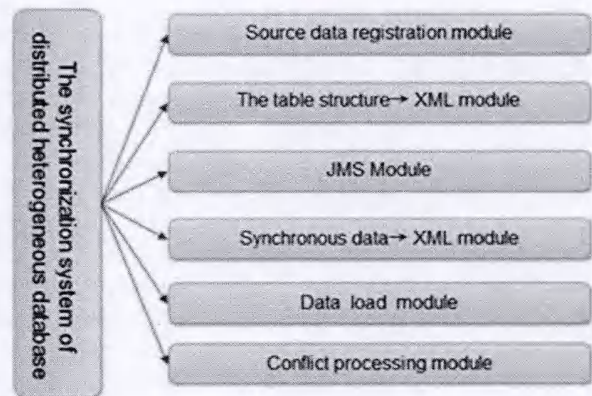 The synchronization system of
distributed heterogeneous database
Source data registration module
The table structure→ XML module
JMS Module
Synchronous data→ XML module
Data load module
Conflict processing module